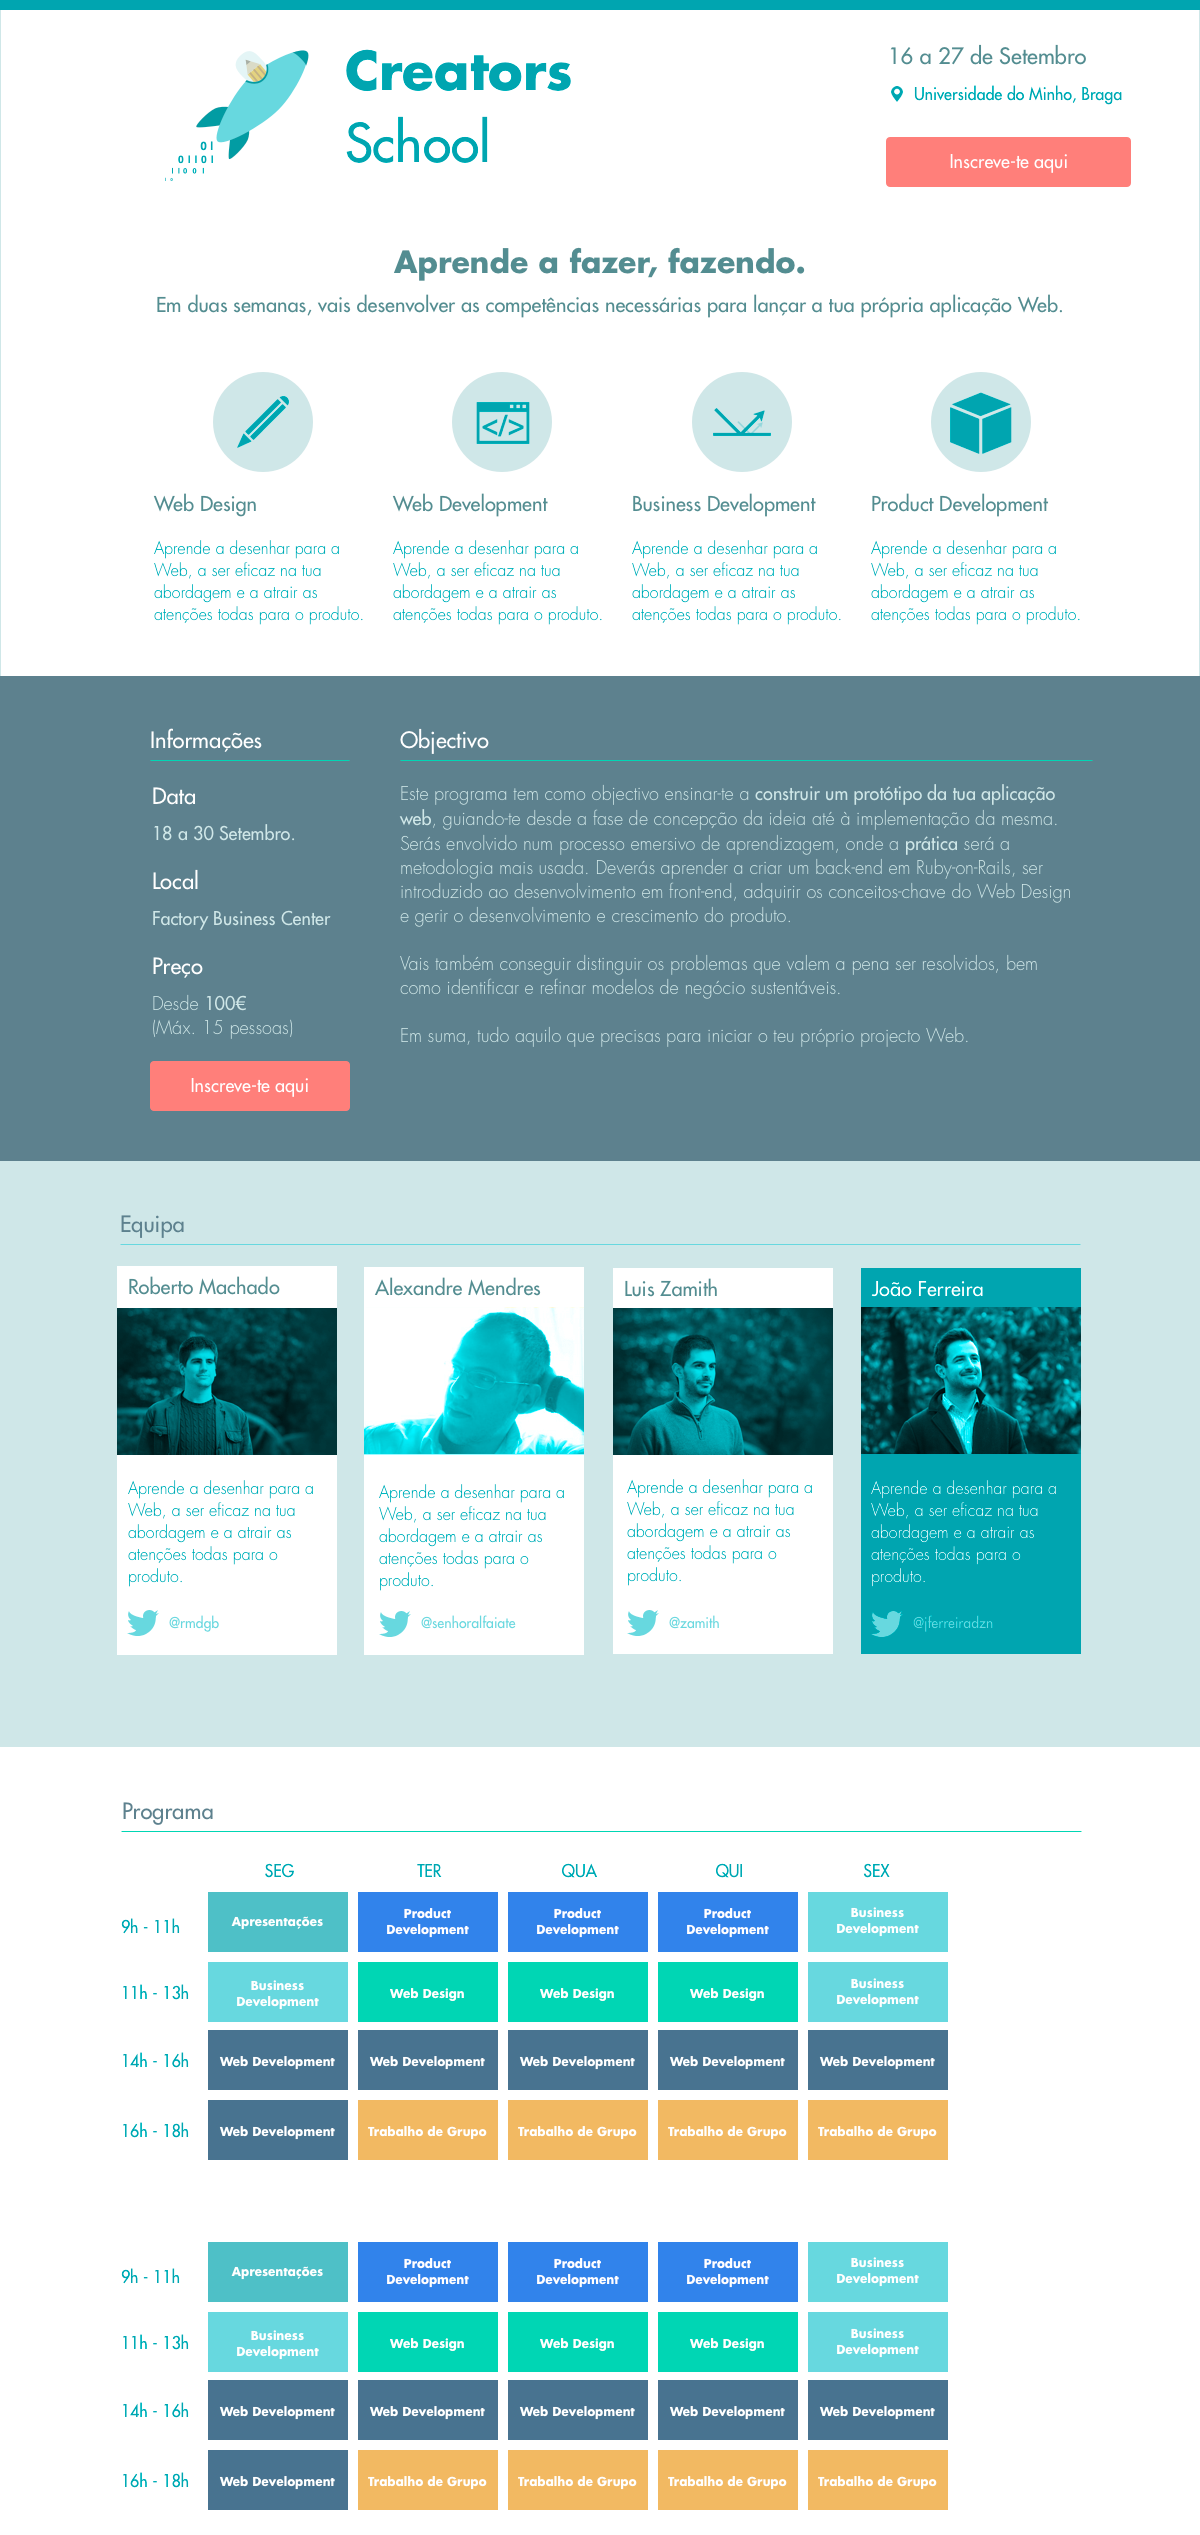 Creators
School
16 a 27 de Setembro
Universidade do Minho, Braga
Inscreve-te aqui
01
01101
11001
10
Aprende a fazer, fazendo.
Em duas semanas, vais desenvolver as competências necessárias para lançar a tua própria aplicação Web.
</>
Web Design
Aprende a desenhar para a
Web, a ser eficaz na tua
abordagem e a atrair as
atenções todas para o produto.
Web Development
Aprende a desenhar para a
Web, a ser eficaz na tua
abordagem e a atrair as
atenções todas para o produto.
Business Development
Aprende a desenhar para a
Web, a ser eficaz na tua
abordagem e a atrair as
atenções todas para o produto.
Product Development
Aprende a desenhar para a
Web, a ser eficaz na tua
abordagem e a atrair as
atenções todas para o produto.
Informações
Data
18 a 30 Setembro.
Local
Factory Business Center
Preço
Desde 100€
(Máx. 15 pessoas)
Inscreve-te aqui
Objectivo
Este programa tem como objectivo ensinar-te a construir um protótipo da tua aplicação
web, guiando-te desde a fase de concepção da ideia até à implementação da mesma.
Serás envolvido num processo emersivo de aprendizagem, onde a prática será a
metodologia mais usada. Deverás aprender a criar um back-end em Ruby-on-Rails, ser
introduzido ao desenvolvimento em front-end, adquirir os conceitos-chave do Web Design
e gerir o desenvolvimento e crescimento do produto.
Vais também conseguir distinguir os problemas que valem a pena ser resolvidos, bem
como identificar e refinar modelos de negócio sustentáveis.
Em suma, tudo aquilo que precisas para iniciar o teu próprio projecto Web.
Equipa
Roberto Machado
Aprende a desenhar para a
Web, a ser eficaz na tua
abordagem e a atrair as
atenções todas para o
produto.
@rmdgb
Alexandre Mendres
Aprende a desenhar para a
Web, a ser eficaz na tua
abordagem e a atrair as
atenções todas para o
produto.
@senhoralfaiate
Luis Zamith
Aprende a desenhar para a
Web, a ser eficaz na tua
abordagem e a atrair as
atenções todas para o
produto.
@zamith
João Ferreira
Aprende a desenhar para a
Web, a ser eficaz na tua
abordagem e a atrair as
atenções todas para o
produto.
@jferreiradzn
Programa
SEG TER QUA QUI SEX
9h - 11h Apresentações Product Development Product Development Product Development Business Development
11h - 13h Business Development Web Design Web Design Web Design Business Development
14h - 16h Web Development Web Development Web Development Web Development Web Development
16h - 18h Web Development Trabalho de Grupo Trabalho de Grupo Trabalho de Grupo Trabalho de Grupo
9h - 11h Apresentações Product Development Product Development Product Development Business Development
11h - 13h Business Development Web Design Web Design Web Design Business Development
14h - 16h Web Development Web Development Web Development Web Development Web Development
16h - 18h Web Development Trabalho de Grupo Trabalho de Grupo Trabalho de Grupo Trabalho de Grupo